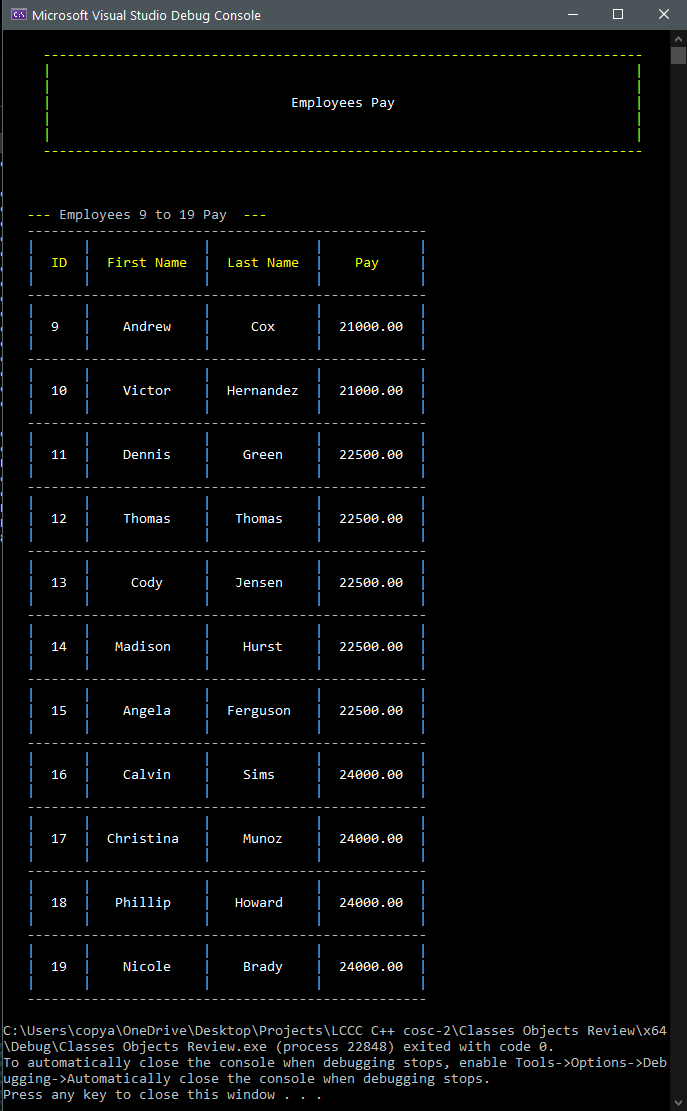 Microsoft Visual Studio Debug Console
Employees Pay
--- Employees 9 to 19 Pay ---
ID First Name Last Name Pay
9 Andrew Cox 21000.00
10 Victor Hernandez 21000.00
11 Dennis Green 22500.00
12 Thomas Thomas 22500.00
13 Cody Jensen 22500.00
14 Madison Hurst 22500.00
15 Angela Ferguson 22500.00
16 Calvin Sims 24000.00
17 Christina Munoz 24000.00
18 Phillip Howard 24000.00
19 Nicole Brady 24000.00
C:\Users\copya\OneDrive\Desktop\Projects\LCCC C++ cosc-2\Classes Objects Review\x64
\Debug\Classes Objects Review.exe (process 22848) exited with code 0.
To automatically close the console when debugging stops, enable Tools->Options->Deb
ugging->Automatically close the console when debugging stops.
Press any key to close this window . . .